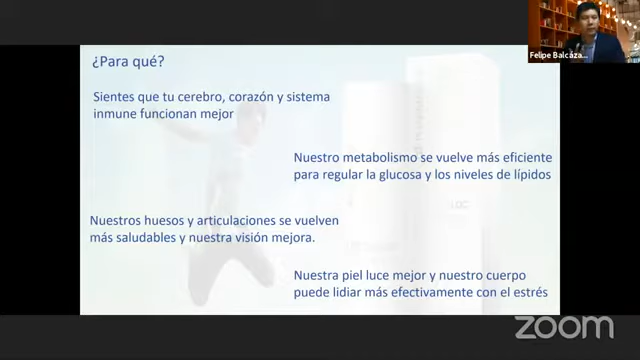 ¿Para qué?
Sientes que tu cerebro, corazón y sistema
inmune funcionan mejor
Nuestro metabolismo se vuelve más eficiente
para regular la glucosa y los niveles de lípidos
Nuestros huesos y articulaciones se vuelven
más saludables y nuestra visión mejora.
Nuestra piel luce mejor y nuestro cuerpo
puede lidiar más efectivamente con el estrés
Felipe Balcáza...
zoom